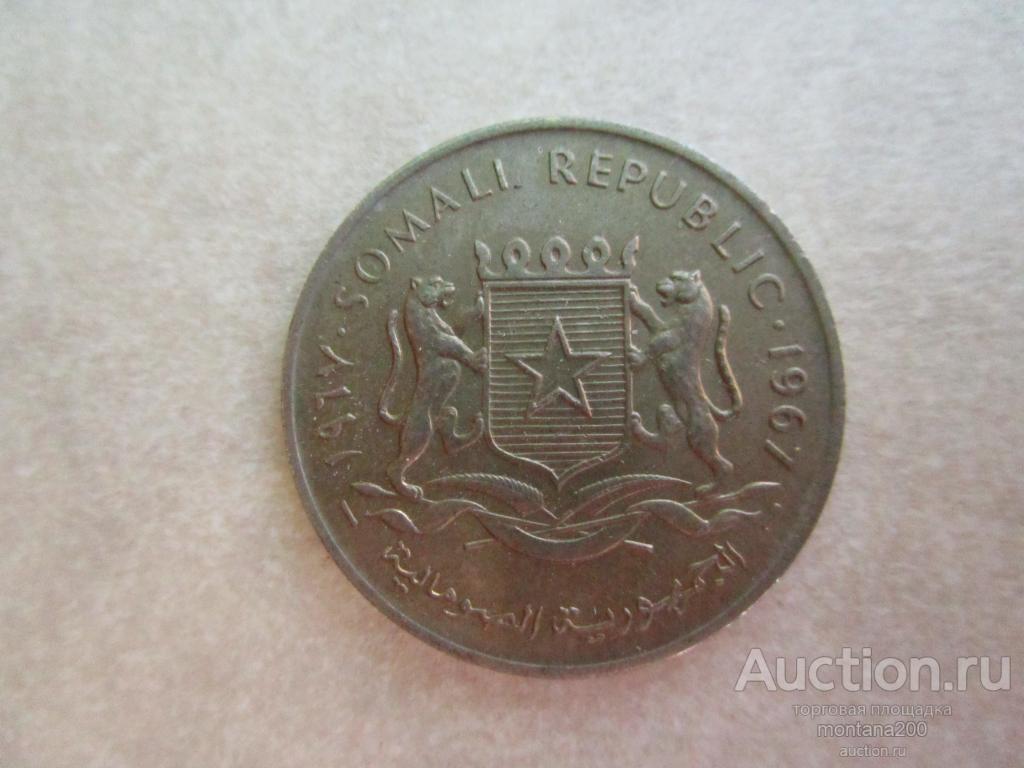 SOMALI REPUBLIC · 1967 ·
١٩٦٧
الجمهورية الصومالية
Auction.ru
торговая площадка
montana200
auction.ru